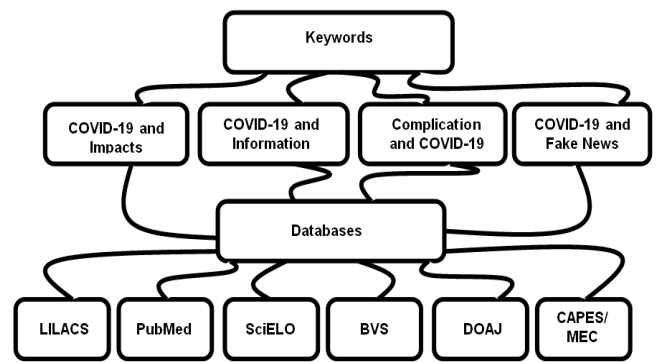 Keywords
COVID-19 and
Impacts
COVID-19 and
Information
Complication
and COVID-19
COVID-19 and
Fake News
Databases
LILACS
PubMed
SciELO
BVS
DOAJ
CAPES/
MEC